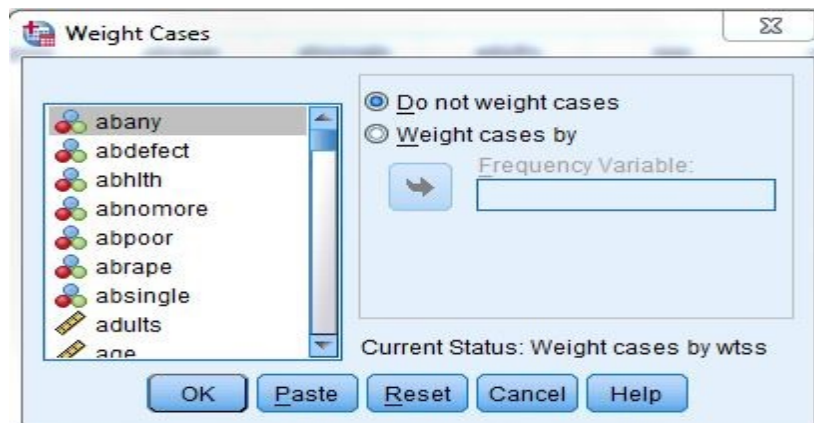 Weight Cases
abany
abdefect
abhlth
abnomore
abpoor
abrape
absingle
adults
age
Do not weight cases
Weight cases by
Frequency Variable:
Current Status: Weight cases by wtss
OK Paste Reset Cancel Help